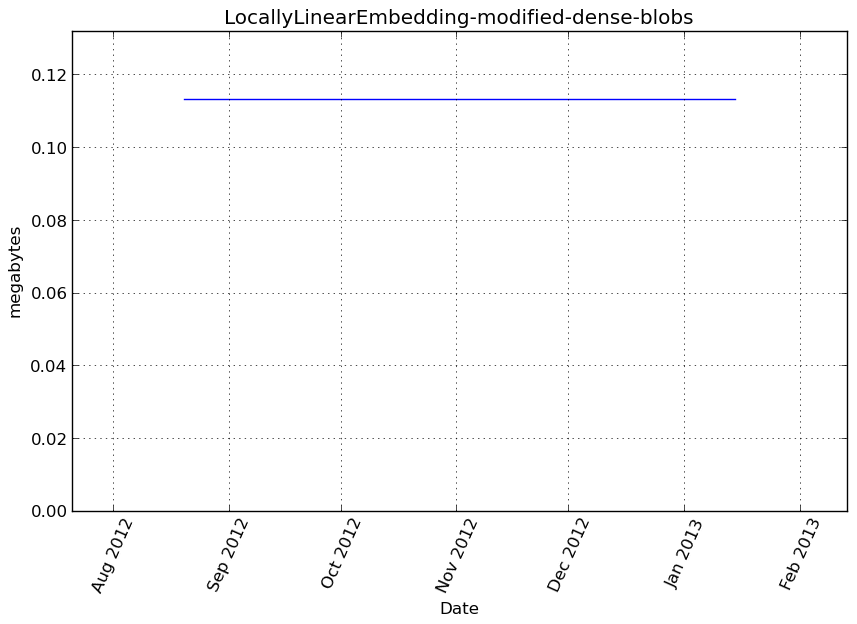 LocallyLinearEmbedding-modified-dense-blobs
megabytes
0.12
0.10
0.08
0.06
0.04
0.02
0.00
Aug 2012
Sep 2012
Oct 2012
Nov 2012
Dec 2012
Jan 2013
Feb 2013
Date